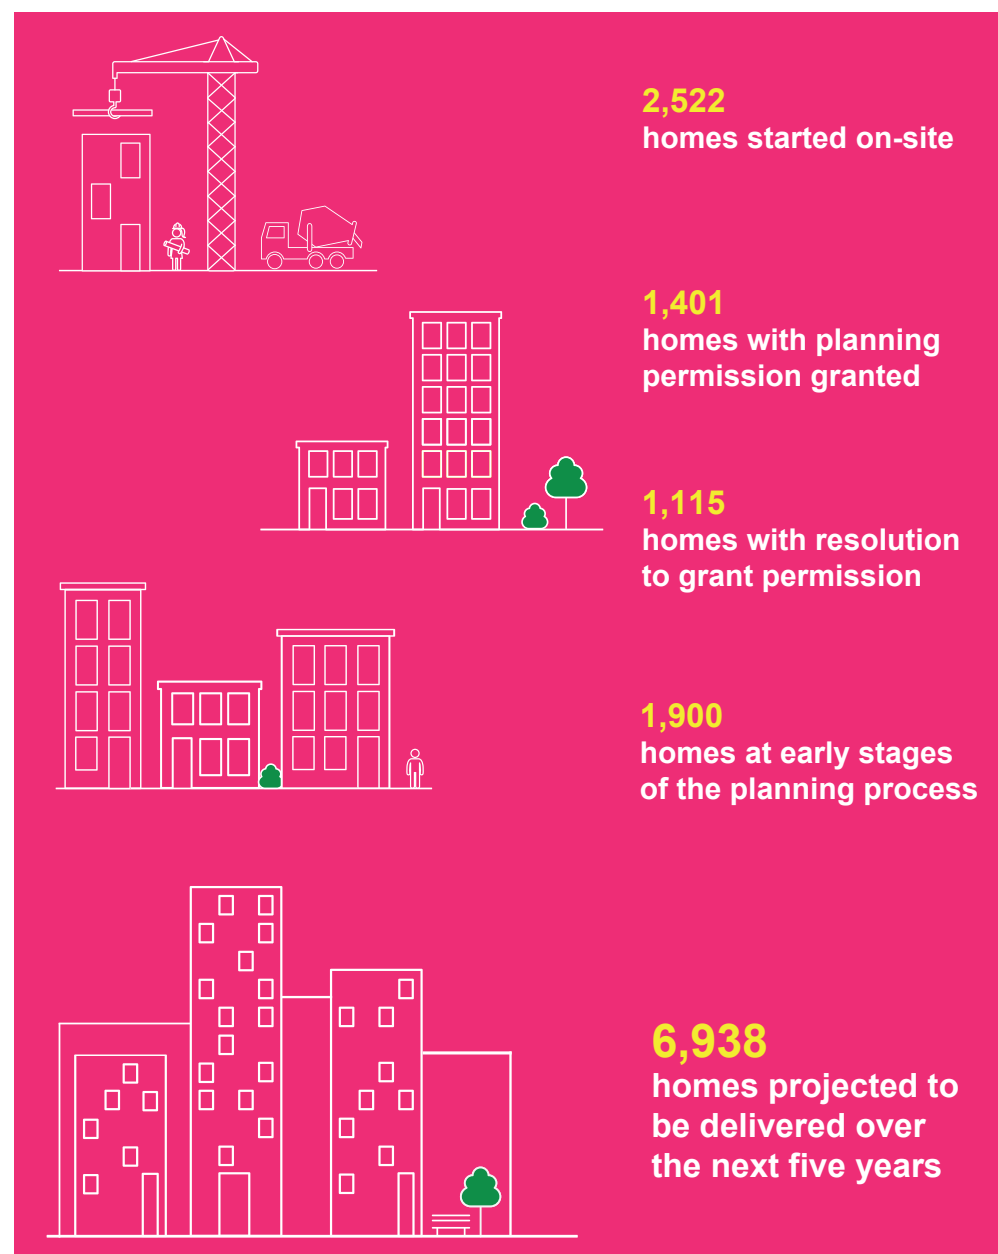 2,522
homes started on-site
1,401
homes with planning
permission granted
1,115
homes with resolution
to grant permission
1,900
homes at early stages
of the planning process
6,938
homes projected to
be delivered over
the next five years